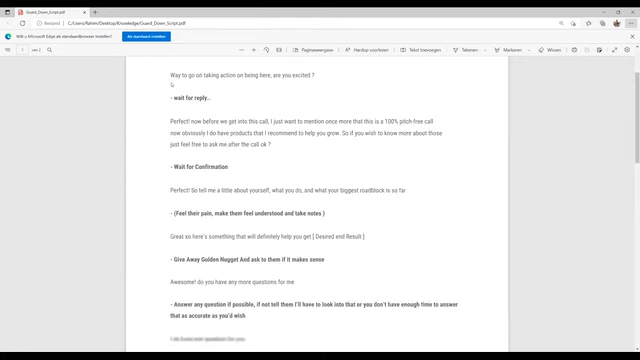 Guard_Down_Script.pdf
Bestand | C:/Users/Rahim/Desktop/Knowledge/Guard_Down_Script.pdf
Wilt u Microsoft Edge als standaardbrowser instellen? Als standaard instellen
1 van 2 Paginaweergave Hardop voorlezen Tekst toevoegen Tekenen Markeren Wissen
Way to go on taking action on being here, are you excited ?
- wait for reply..
Perfect! now before we get into this call, I just want to mention once more that this is a 100% pitch-free call
now obviously I do have products that I recommend to help you grow. So if you wish to know more about those
just feel free to ask me after the call ok ?
- Wait for Confirmation
Perfect! So tell me a little about yourself, what you do, and what your biggest roadblock is so far
- (Feel their pain, make them feel understood and take notes )
Great so here's something that will definitely help you get [ Desired end Result ]
- Give Away Golden Nugget And ask to them if it makes sense
Awesome! do you have any more questions for me
- Answer any question if possible, if not tell them I'll have to look into that or you don't have enough time to answer
that as accurate as you'd wish